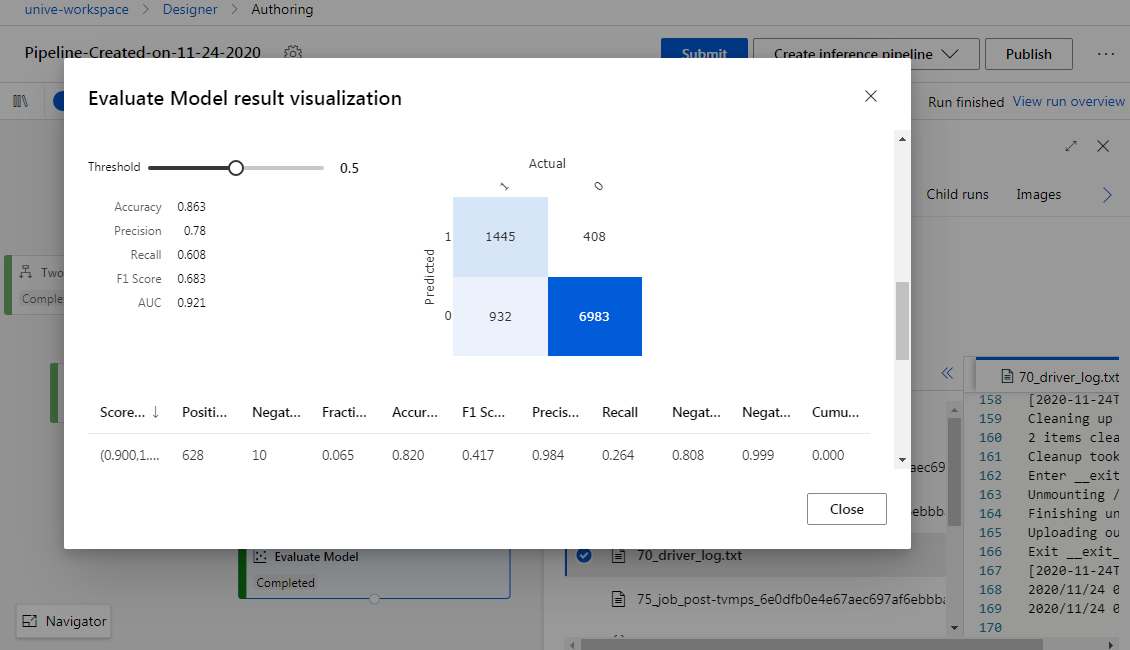 unive-workspace > Designer > Authoring
Pipeline-Created-on-11-24-2020
Submit
Create inference pipeline
Publish
...
Run finished View run overview
Evaluate Model result visualization
Child runs Images
Threshold 0.5
Accuracy 0.863
Precision 0.78
Recall 0.608
F1 Score 0.683
AUC 0.921
Actual
1 0
Predicted
1 1445 408
0 932 6983
Two
Comple
Score... ↓ Positi... Negat... Fracti... Accur... F1 Sc... Precis... Recall Negat... Negat... Cumu...
(0.900,1.... 628 10 0.065 0.820 0.417 0.984 0.264 0.808 0.999 0.000
Close
Evaluate Model
Completed
Navigator
aec69
ebbb
70_driver_log.txt
75_job_post-tvmps_6e0dfb0e4e67aec697af6ebbba
70_driver_log.txt
158 [2020-11-24T
159 Cleaning up
160 2 items clea
161 Cleanup took
162 Enter __exit
163 Unmounting /
164 Finishing un
165 Uploading ou
166 Exit __exit_
167 [2020-11-24T
168 2020/11/24 0
169 2020/11/24 0
170